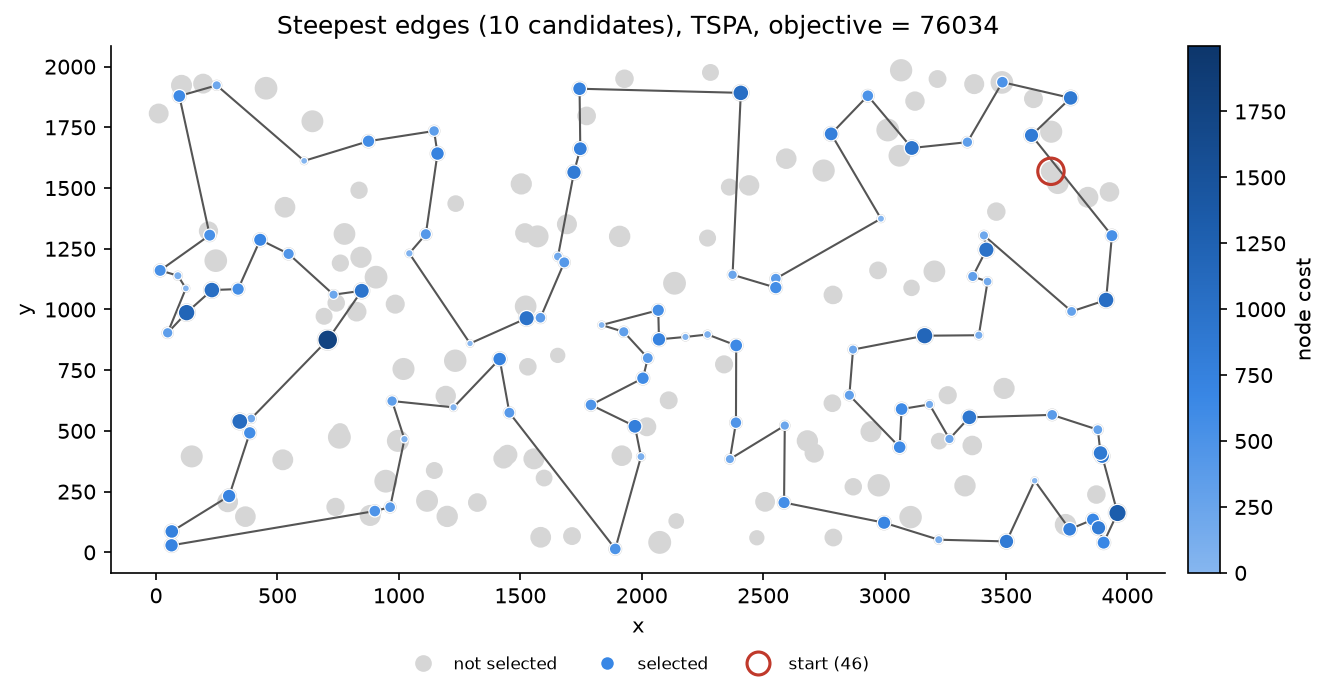 Steepest edges (10 candidates), TSPA, objective = 76034
2000
1750
1500
1250
1000
750
500
250
0
y
0 500 1000 1500 2000 2500 3000 3500 4000
x
1750
1500
1250
1000
750
500
250
0
node cost
not selected selected start (46)